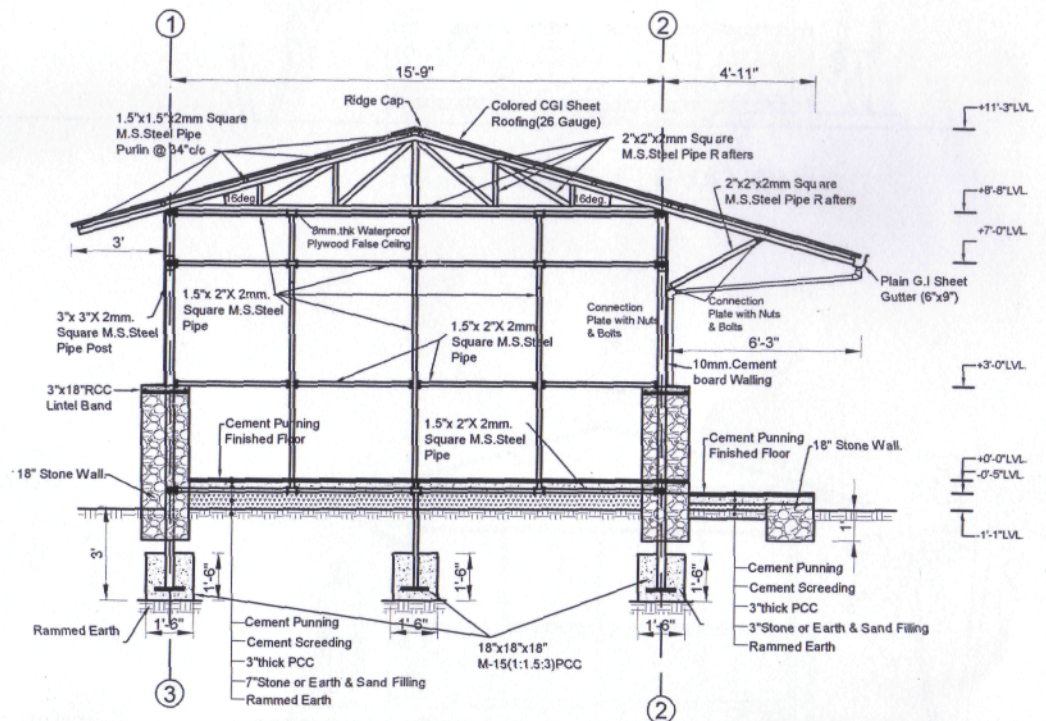 1
2
15'-9"
4'-11"
Ridge Cap
Colored CGI Sheet
Roofing(26 Gauge)
+11'-3"LVL.
1.5"x1.5"x2mm Square
M.S.Steel Pipe
Purlin @ 34"c/c
2"x2"x2mm Square
M.S.Steel Pipe Rafters
2"x2"x2mm Square
M.S.Steel Pipe Rafters
+8'-8"LVL.
16deg.
16deg.
8mm.thk Waterproof
Plywood False Ceiling
+7'-0"LVL.
3'
Plain G.I Sheet
Gutter (6"x9")
1.5"x 2"X 2mm.
Square M.S.Steel
Pipe
Connection
Plate with Nuts
& Bolts
Connection
Plate with Nuts
& Bolts
3"x 3"X 2mm.
Square M.S.Steel
Pipe Post
1.5"x 2"X 2mm.
Square M.S.Steel
Pipe
6'-3"
10mm.Cement
board Walling
+3'-0"LVL.
3"x18"RCC
Lintel Band
Cement Punning
Finished Floor
1.5"x 2"X 2mm.
Square M.S.Steel
Pipe
Cement Punning
Finished Floor
18" Stone Wall.
+0'-0"LVL.
-0'-5"LVL.
18" Stone Wall.
1'
-1'-1"LVL.
3'
1'-6"
1'-6"
1'-6"
Cement Punning
Cement Screeding
3"thick PCC
3"Stone or Earth & Sand Filling
Rammed Earth
Rammed Earth
1'-6"
1'-6"
1'-6"
Cement Punning
Cement Screeding
3"thick PCC
7"Stone or Earth & Sand Filling
Rammed Earth
18"x18"x18"
M-15(1:1.5:3)PCC
3
2